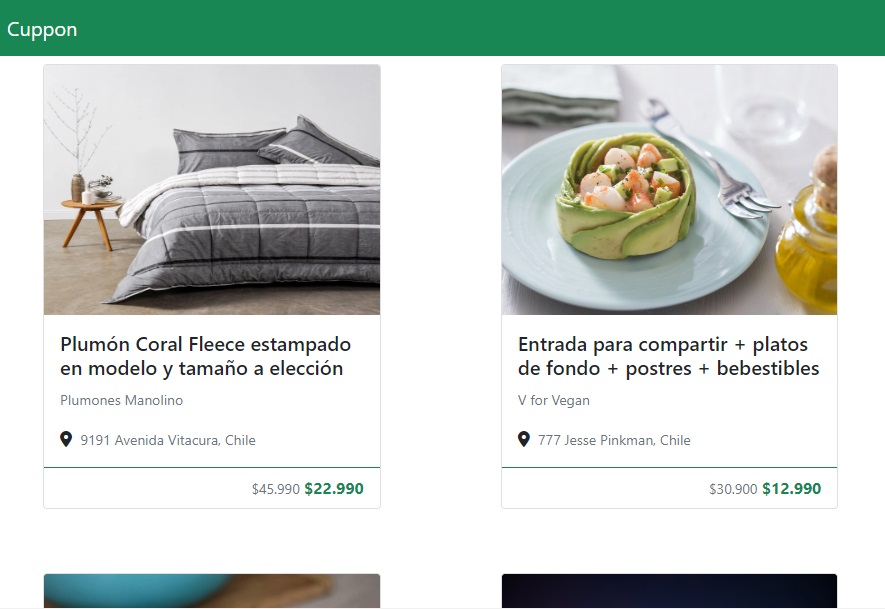 Cuppon
Plumón Coral Fleece estampado
en modelo y tamaño a elección
Plumones Manolino
9191 Avenida Vitacura, Chile
$45.990 $22.990
Entrada para compartir + platos
de fondo + postres + bebestibles
V for Vegan
777 Jesse Pinkman, Chile
$30.900 $12.990